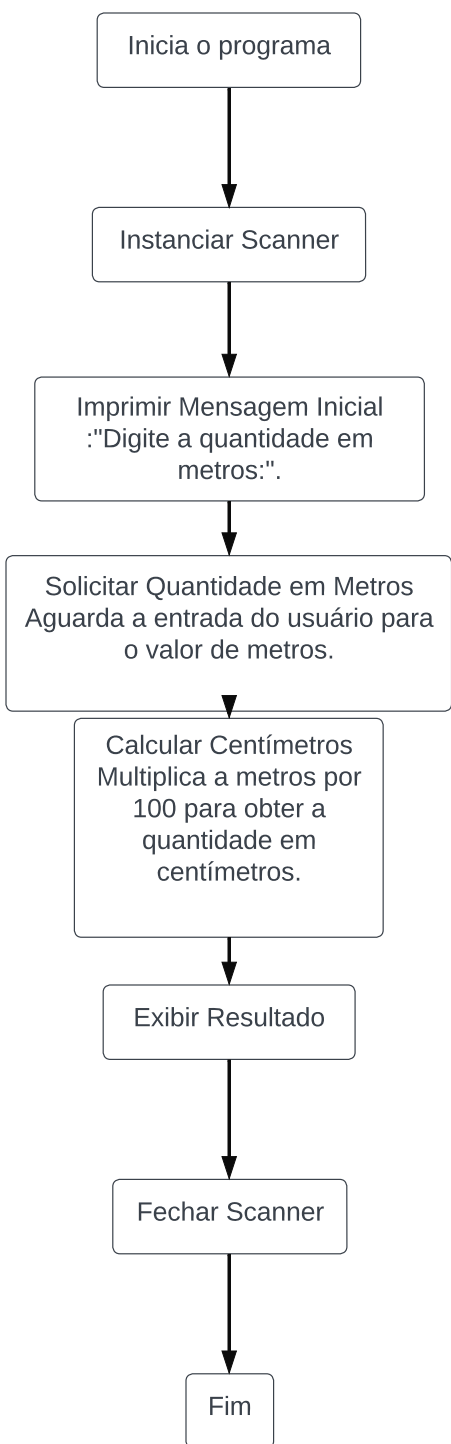 Inicia o programa
Instanciar Scanner
Imprimir Mensagem Inicial
:"Digite a quantidade em
metros:".
Solicitar Quantidade em Metros
Aguarda a entrada do usuário para
o valor de metros.
Calcular Centímetros
Multiplica a metros por
100 para obter a
quantidade em
centímetros.
Exibir Resultado
Fechar Scanner
Fim